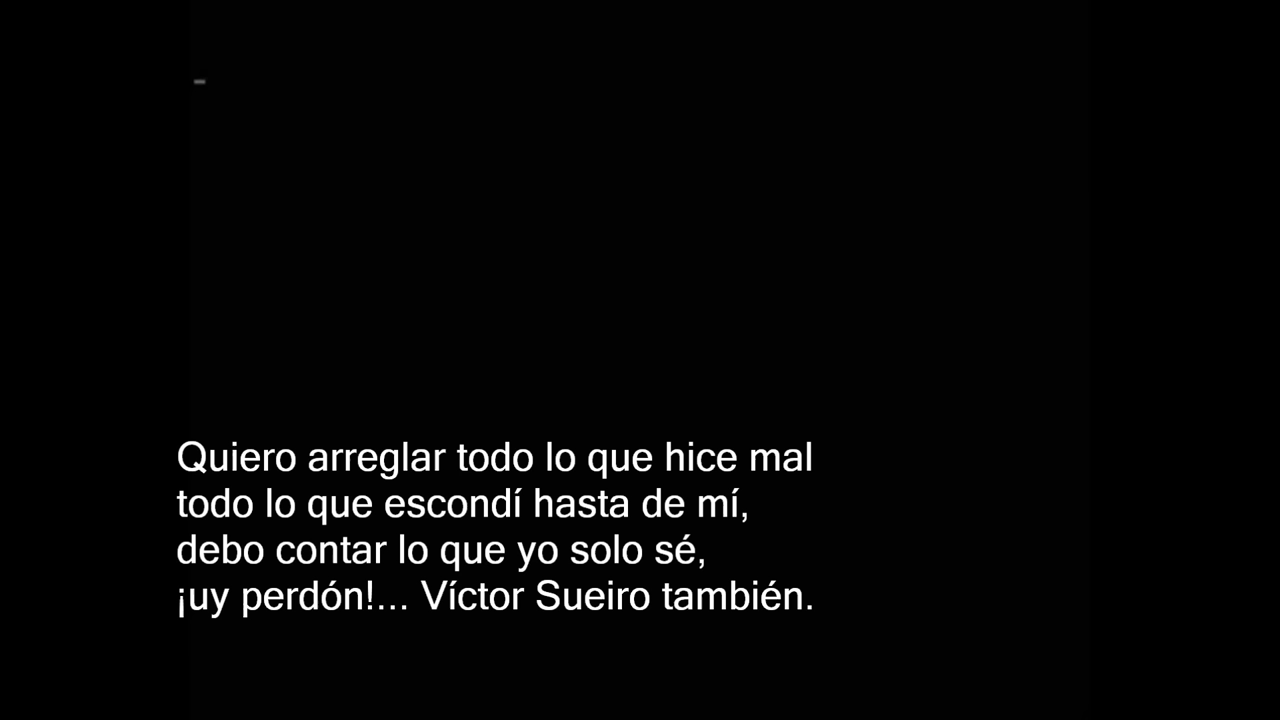 Quiero arreglar todo lo que hice mal
todo lo que escondí hasta de mí,
debo contar lo que yo solo sé,
¡uy perdón!... Víctor Sueiro también.